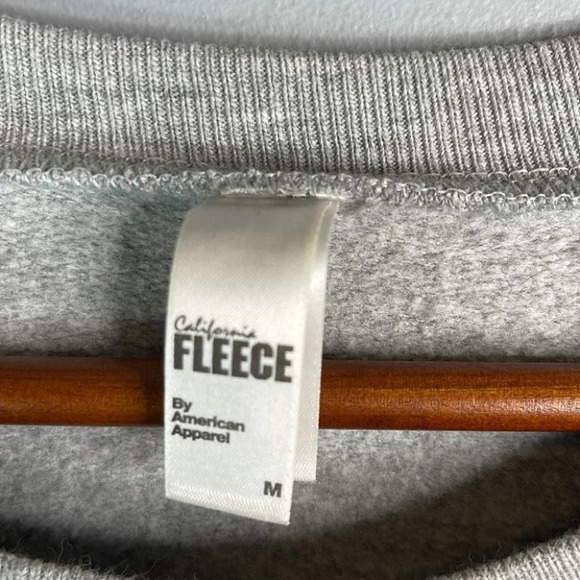 California
FLEECE
By
American
Apparel
M